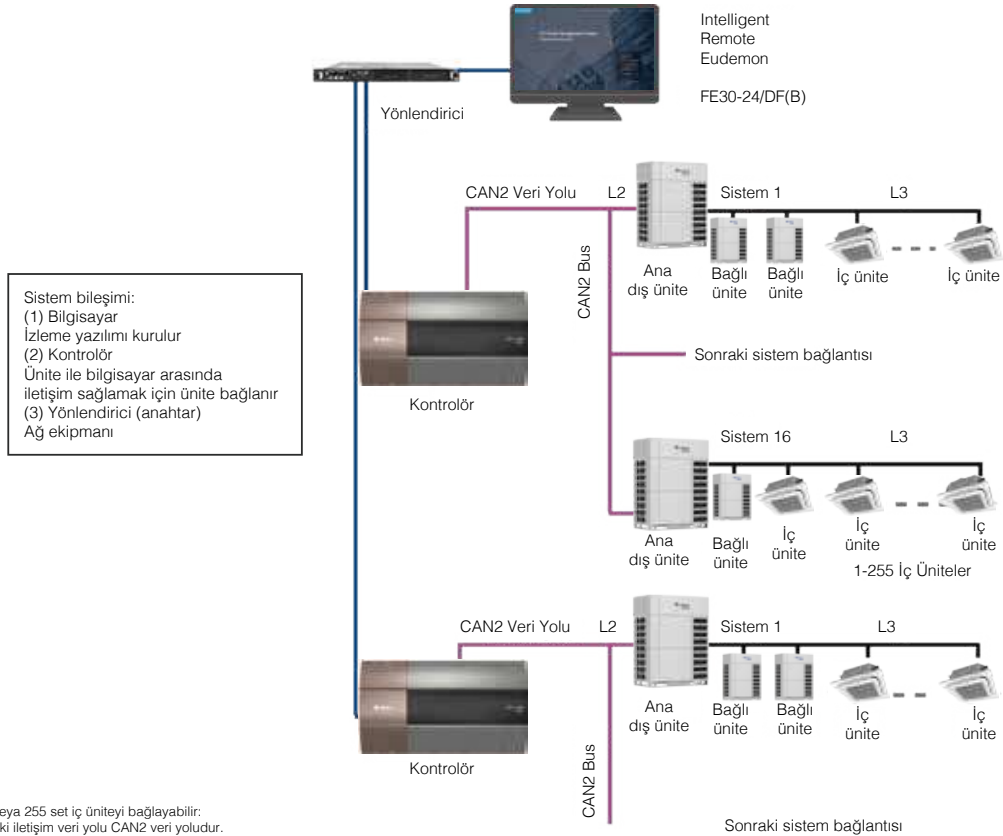 Intelligent
Remote
Eudemon
FE30-24/DF(B)
Yönlendirici
CAN2 Veri Yolu
L2
Sistem 1
L3
CAN2 Bus
Ana
dış ünite
Bağlı
ünite
Bağlı
ünite
İç ünite
İç ünite
Sistem bileşimi:
(1) Bilgisayar
İzleme yazılımı kurulur
(2) Kontrolör
Ünite ile bilgisayar arasında
iletişim sağlamak için ünite bağlanır
(3) Yönlendirici (anahtar)
Ağ ekipmanı
Sonraki sistem bağlantısı
Kontrolör
Sistem 16
L3
Ana
dış ünite
Bağlı
ünite
İç
ünite
İç
ünite
İç
ünite
1-255 İç Üniteler
CAN2 Veri Yolu
L2
Sistem 1
L3
Ana
dış ünite
Bağlı
ünite
Bağlı
ünite
İç
ünite
İç
ünite
Kontrolör
CAN2 Bus
eya 255 set iç üniteyi bağlayabilir:
ki iletişim veri yolu CAN2 veri yoludur.
Sonraki sistem bağlantısı